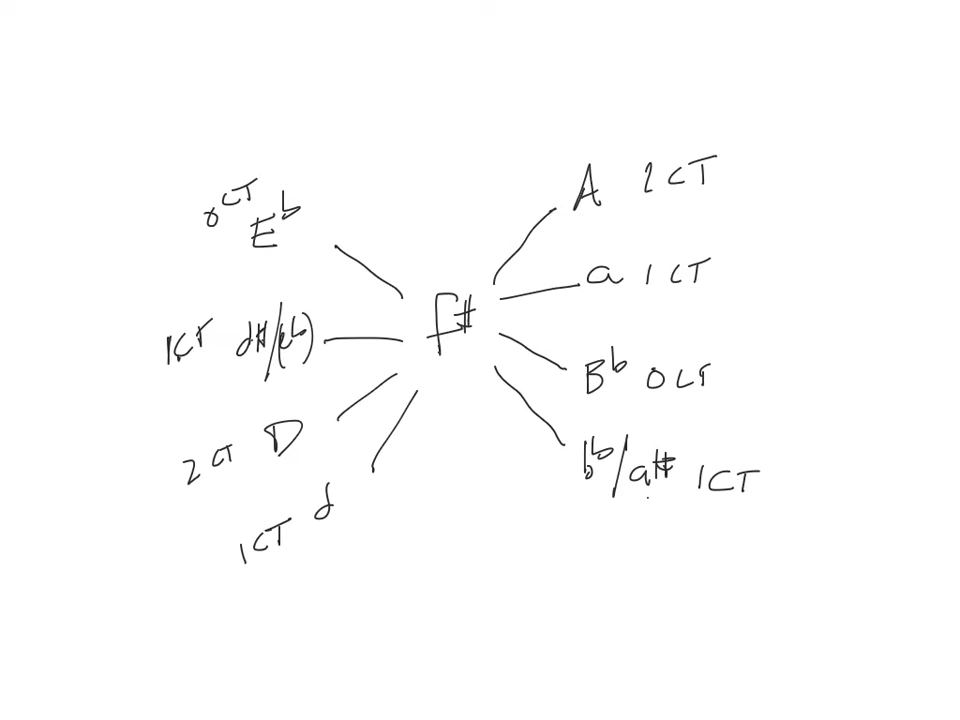 0CT
E♭
1CT d#/(e♭)
2CT D
1CT d
f#
A 2CT
a 1CT
B♭ 0CT
b♭/a# 1CT